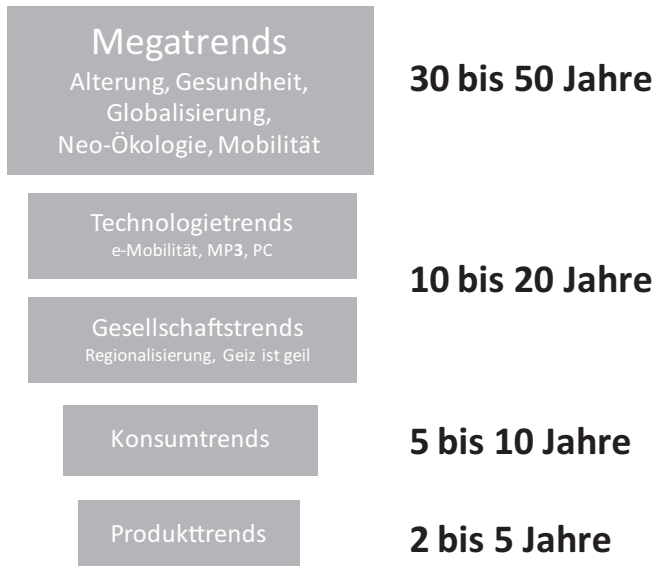 Megatrends
Alterung, Gesundheit,
Globalisierung,
Neo-Ökologie, Mobilität
30 bis 50 Jahre
Technologietrends
e-Mobilität, MP3, PC
10 bis 20 Jahre
Gesellschaftstrends
Regionalisierung, Geiz ist geil
Konsumtrends
5 bis 10 Jahre
Produkttrends
2 bis 5 Jahre